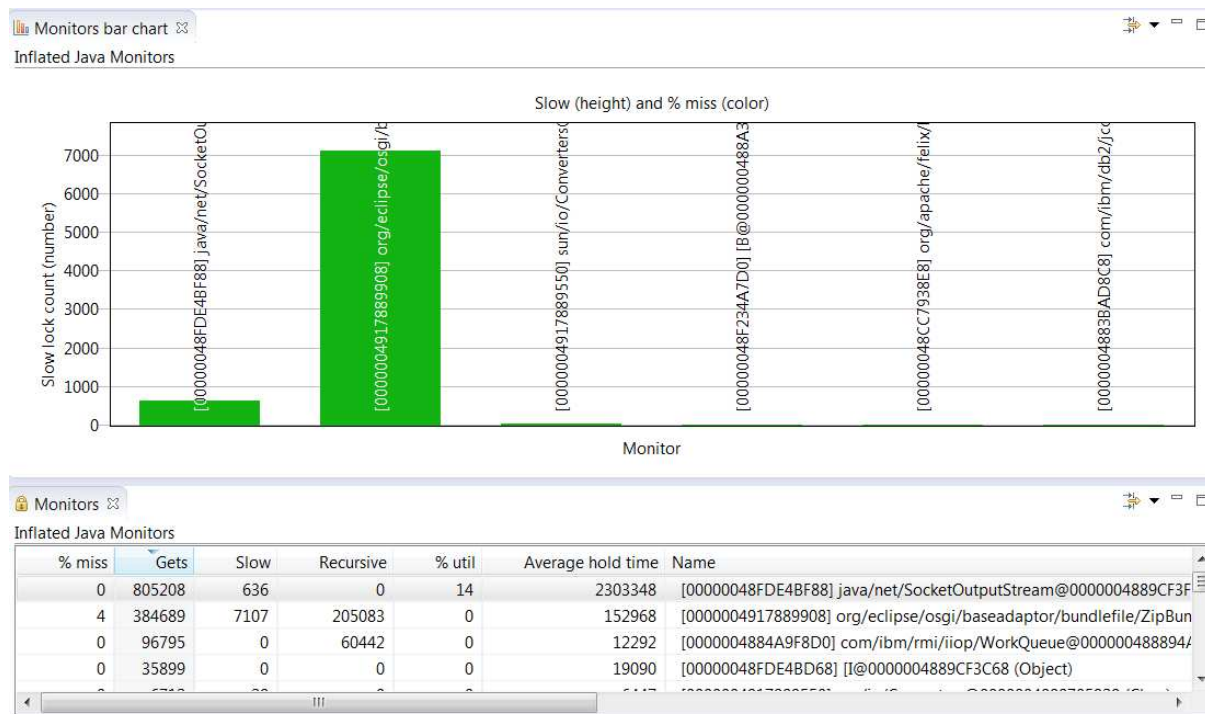 Monitors bar chart
Inflated Java Monitors
Slow (height) and % miss (color)
Slow lock count (number)
7000
6000
5000
4000
3000
2000
1000
0
[00000048FDE4BF88] java/net/SocketOu
[0000004917889908] org/eclipse/osgi/b
[0000004917889550] sun/io/Converters
[00000048F234A7D0] [B@0000000488A3
[00000048CC7938E8] org/apache/felix/
[0000004883BAD8C8] com/ibm/db2/jcc
Monitor
Monitors
Inflated Java Monitors
% miss Gets Slow Recursive % util Average hold time Name
0 805208 636 0 14 2303348 [00000048FDE4BF88] java/net/SocketOutputStream@0000004889CF3F
4 384689 7107 205083 0 152968 [0000004917889908] org/eclipse/osgi/baseadaptor/bundlefile/ZipBun
0 96795 0 60442 0 12292 [0000004884A9F8D0] com/ibm/rmi/iiop/WorkQueue@000000488894A
0 35899 0 0 0 19090 [00000048FDE4BD68] [I@0000004889CF3C68 (Object)